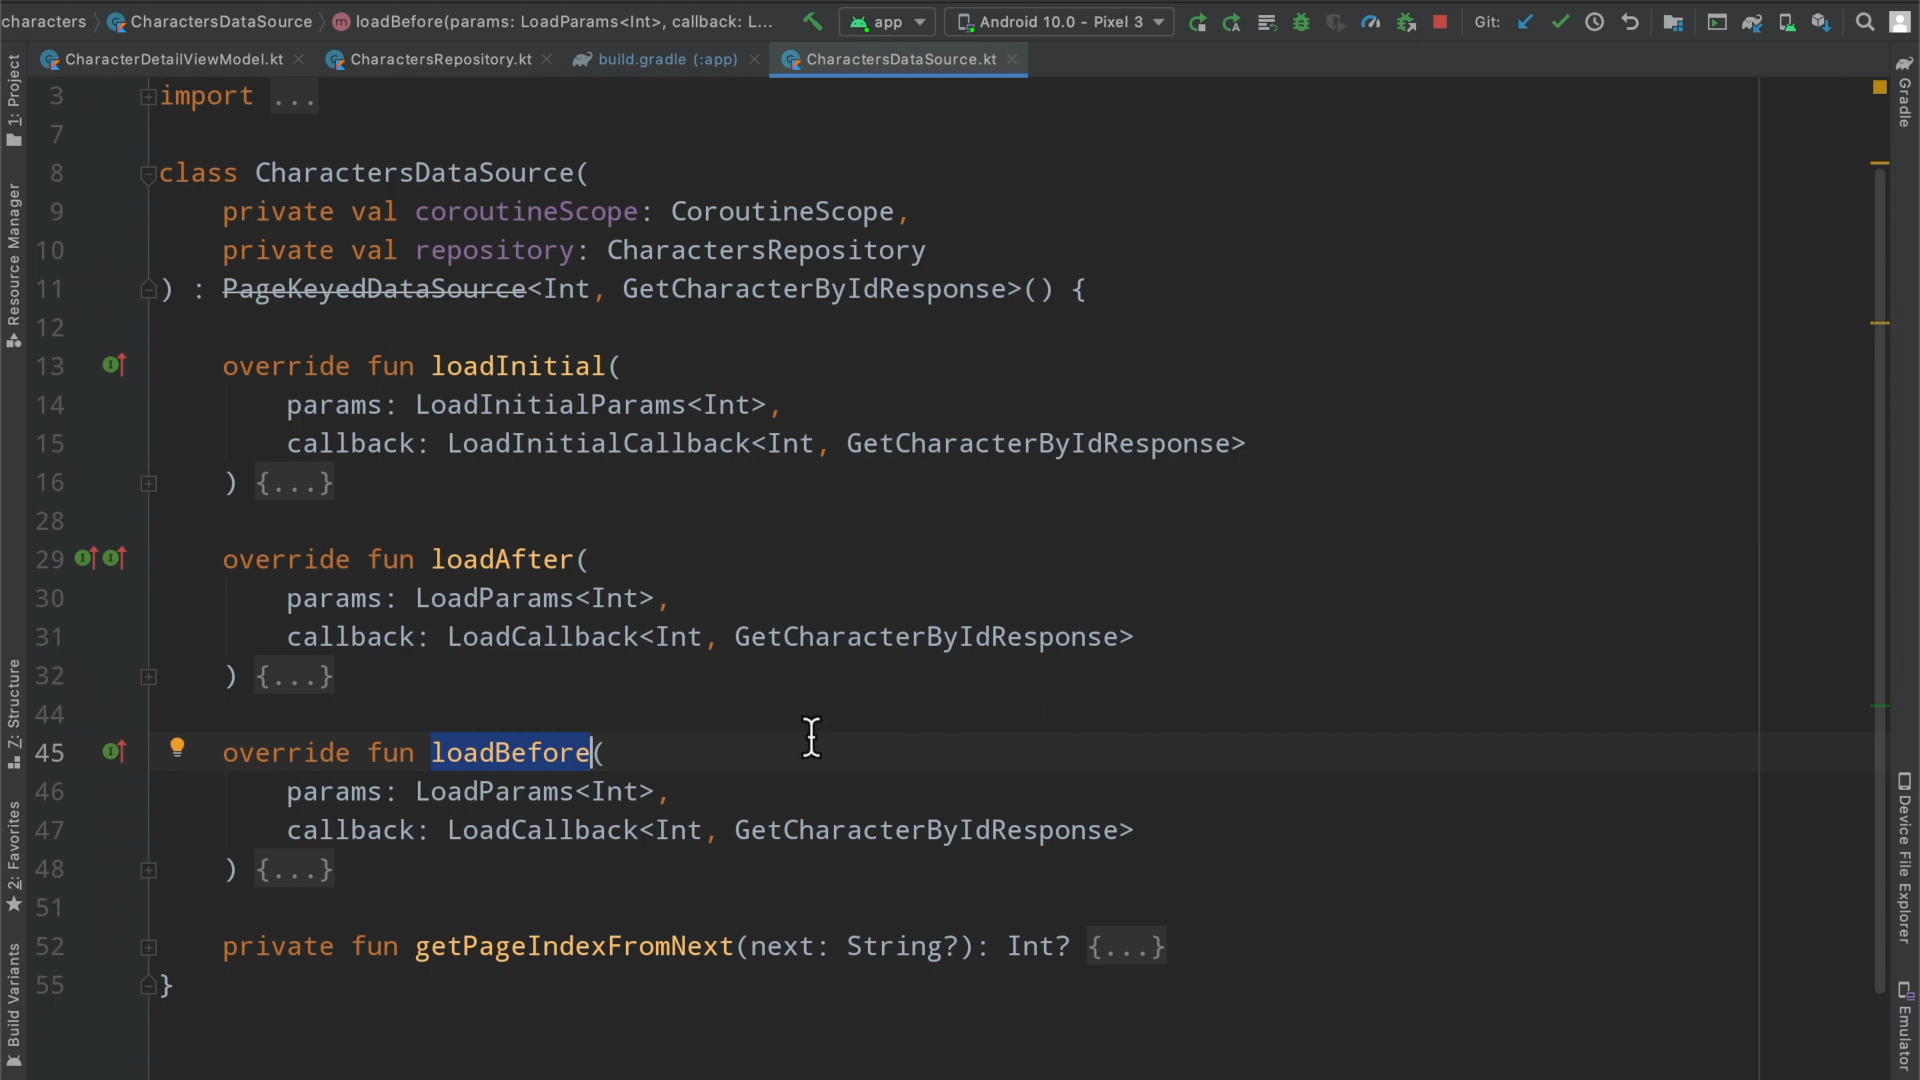 characters CharactersDataSource loadBefore(params: LoadParams<Int>, callback: L... app Android 10.0 - Pixel 3 Git:
CharacterDetailViewModel.kt CharactersRepository.kt build.gradle (:app) CharactersDataSource.kt
1: Project
Resource Manager
Z: Structure
2: Favorites
Build Variants
3 import ...
7
8 class CharactersDataSource(
9 private val coroutineScope: CoroutineScope,
10 private val repository: CharactersRepository
11 ) : PageKeyedDataSource<Int, GetCharacterByIdResponse>() {
12
13 override fun loadInitial(
14 params: LoadInitialParams<Int>,
15 callback: LoadInitialCallback<Int, GetCharacterByIdResponse>
16 ) {...}
28
29 override fun loadAfter(
30 params: LoadParams<Int>,
31 callback: LoadCallback<Int, GetCharacterByIdResponse>
32 ) {...}
44
45 override fun loadBefore(
46 params: LoadParams<Int>,
47 callback: LoadCallback<Int, GetCharacterByIdResponse>
48 ) {...}
51
52 private fun getPageIndexFromNext(next: String?): Int? {...}
55 }
Gradle
Device File Explorer
Emulator